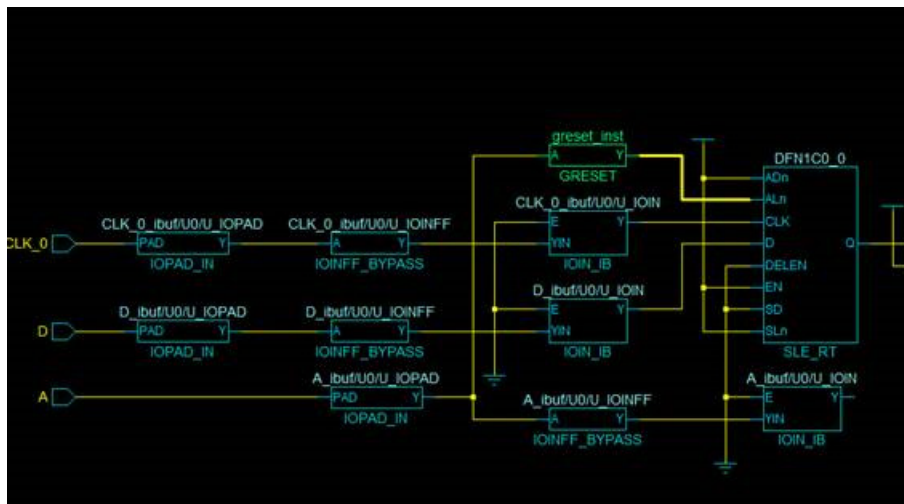 greset_inst
A Y
GRESET
DFN1C0_0
ADn
ALn
CLK
D
Q
DELEN
EN
SD
SLn
SLE_RT
CLK_0
CLK_0_ibuf/U0/U_IOPAD
PAD Y
IOPAD_IN
CLK_0_ibuf/U0/U_IOINFF
A Y
IOINFF_BYPASS
CLK_0_ibuf/U0/U_IOIN
E Y
YIN
IOIN_IB
D
D_ibuf/U0/U_IOPAD
PAD Y
IOPAD_IN
D_ibuf/U0/U_IOINFF
A Y
IOINFF_BYPASS
D_ibuf/U0/U_IOIN
E Y
YIN
IOIN_IB
A
A_ibuf/U0/U_IOPAD
PAD Y
IOPAD_IN
A_ibuf/U0/U_IOINFF
A Y
IOINFF_BYPASS
A_ibuf/U0/U_IOIN
E Y
YIN
IOIN_IB